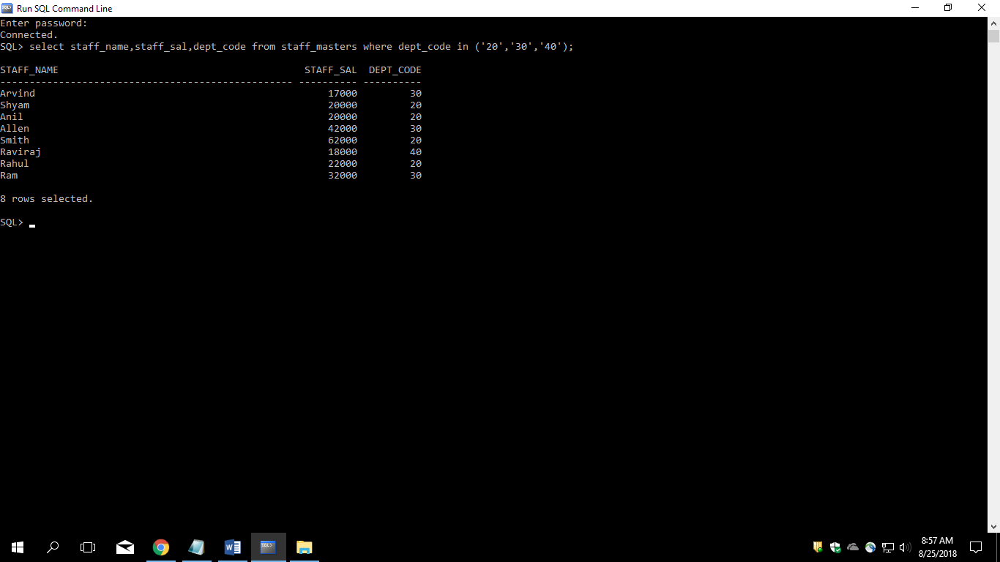 Run SQL Command Line
Enter password:
Connected.
SQL> select staff_name,staff_sal,dept_code from staff_masters where dept_code in ('20','30','40');
STAFF_NAME STAFF_SAL DEPT_CODE
-------------------------------------------------- ---------- ----------
Arvind 17000 30
Shyam 20000 20
Anil 20000 20
Allen 42000 30
Smith 62000 20
Raviraj 18000 40
Rahul 22000 20
Ram 32000 30
8 rows selected.
SQL>
8:57 AM
8/25/2018